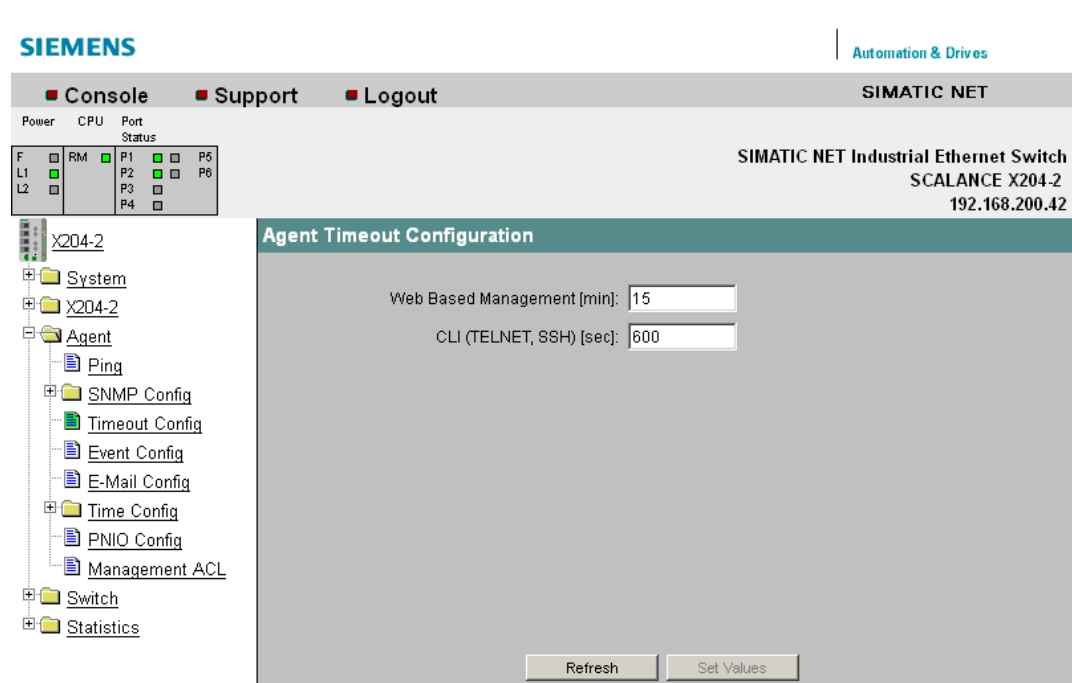 SIEMENS
Automation & Drives
Console Support Logout
SIMATIC NET
Power CPU Port Status
F RM P1 P5
L1 P2 P6
L2 P3
P4
SIMATIC NET Industrial Ethernet Switch
SCALANCE X204-2
192.168.200.42
X204-2
System
X204-2
Agent
Ping
SNMP Config
Timeout Config
Event Config
E-Mail Config
Time Config
PNIO Config
Management ACL
Switch
Statistics
Agent Timeout Configuration
Web Based Management [min]: 15
CLI (TELNET, SSH) [sec]: 600
Refresh Set Values